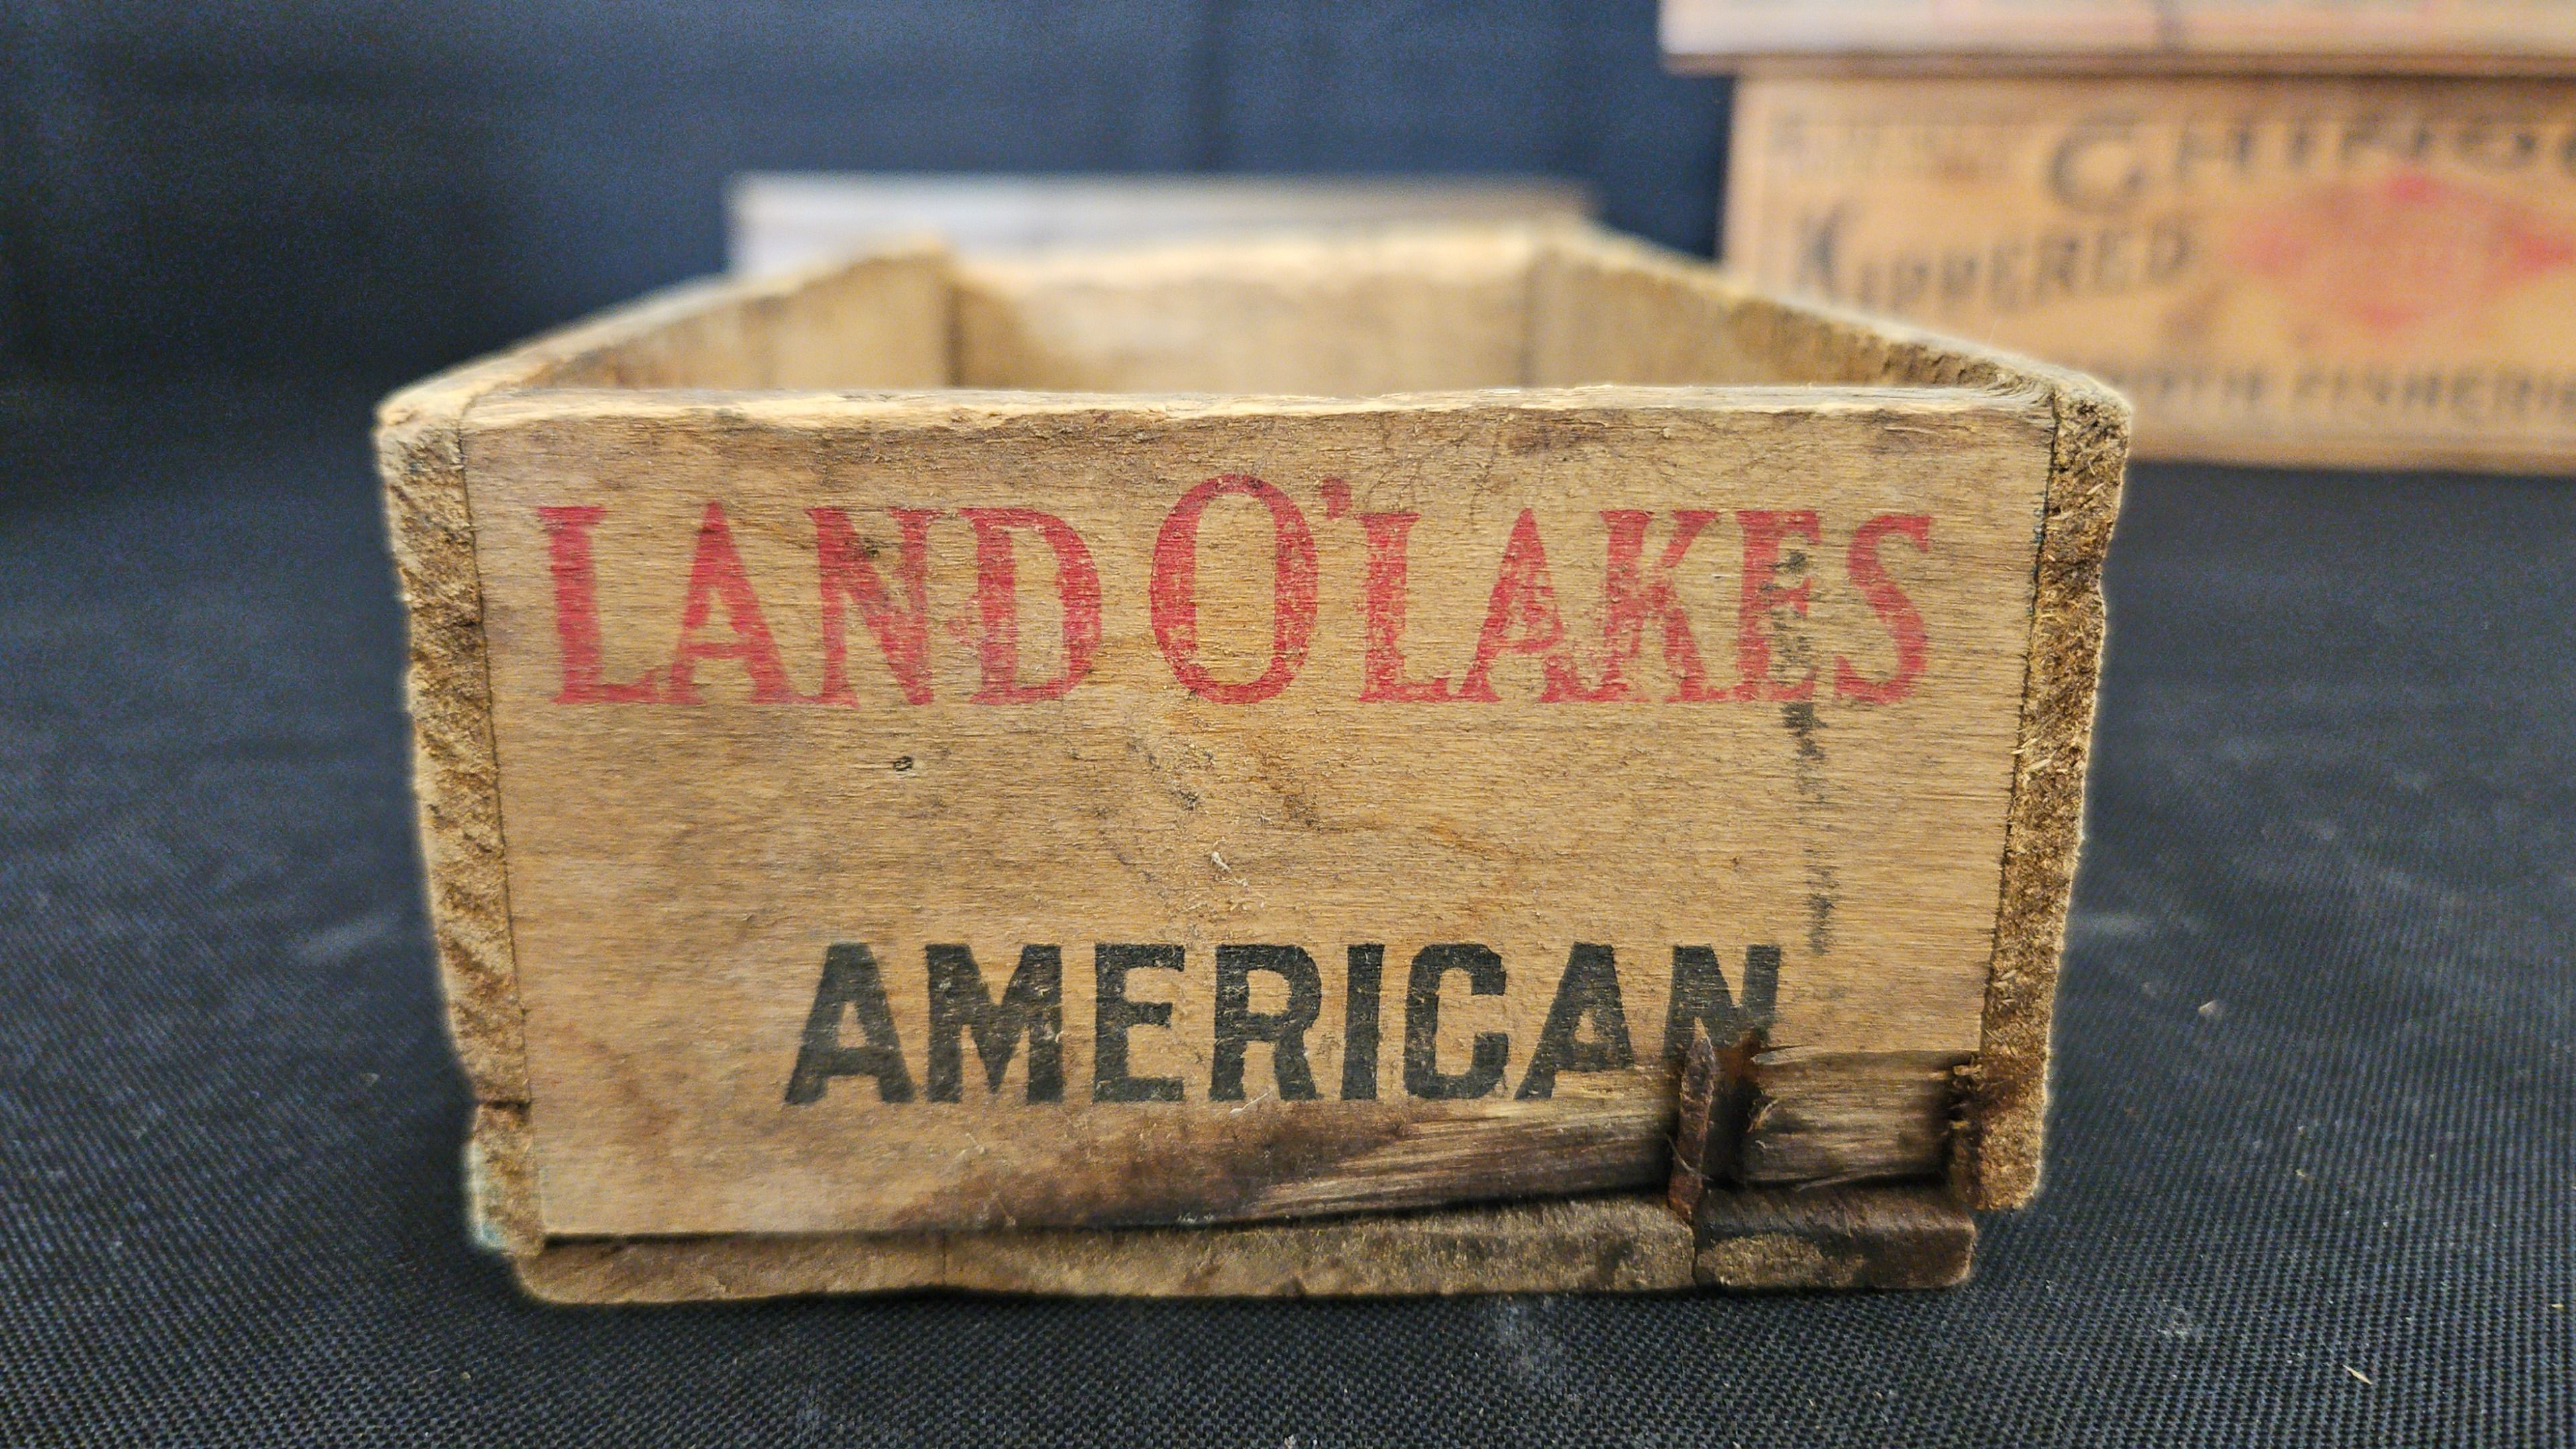 LAND O'LAKES
AMERICAN
KIPPERED